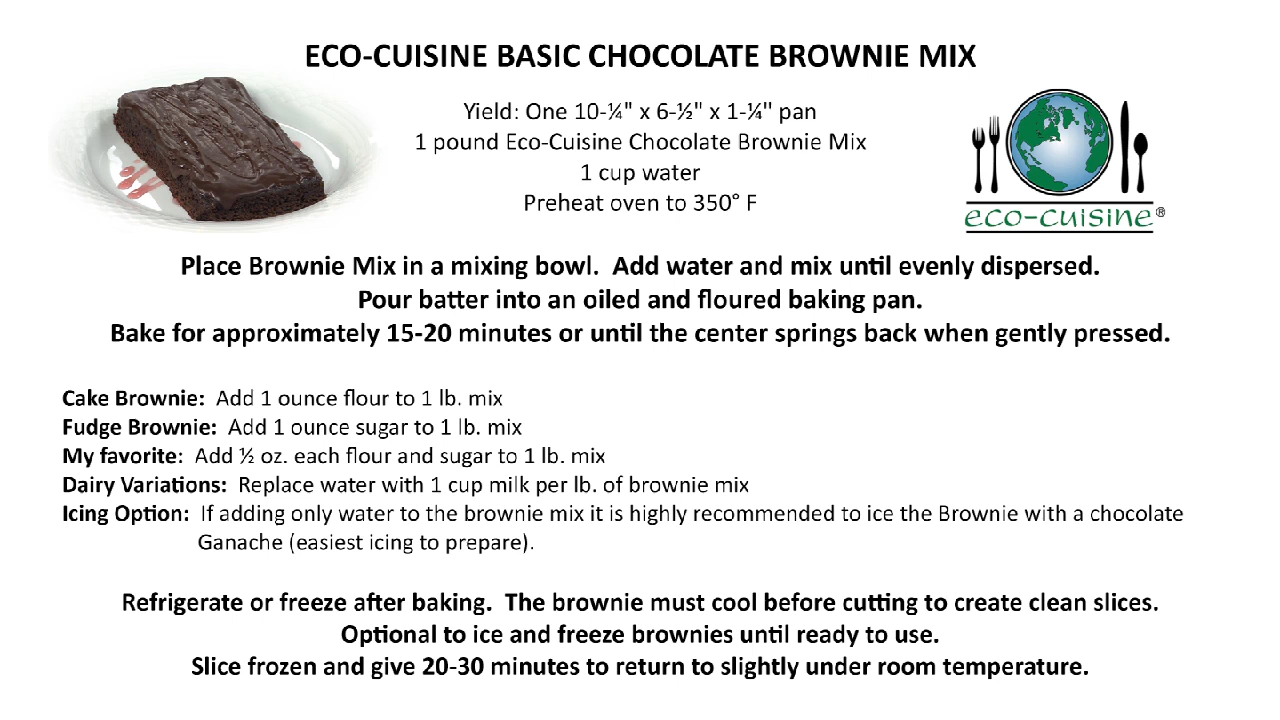 ECO-CUISINE BASIC CHOCOLATE BROWNIE MIX
Yield: One 10-¼" x 6-½" x 1-¼" pan
1 pound Eco-Cuisine Chocolate Brownie Mix
1 cup water
Preheat oven to 350° F
eco-cuisine®
Place Brownie Mix in a mixing bowl.  Add water and mix until evenly dispersed.
Pour batter into an oiled and floured baking pan.
Bake for approximately 15-20 minutes or until the center springs back when gently pressed.
Cake Brownie:  Add 1 ounce flour to 1 lb. mix
Fudge Brownie:  Add 1 ounce sugar to 1 lb. mix
My favorite:  Add ½ oz. each flour and sugar to 1 lb. mix
Dairy Variations:  Replace water with 1 cup milk per lb. of brownie mix
Icing Option:  If adding only water to the brownie mix it is highly recommended to ice the Brownie with a chocolate
Ganache (easiest icing to prepare).
Refrigerate or freeze after baking.  The brownie must cool before cutting to create clean slices.
Optional to ice and freeze brownies until ready to use.
Slice frozen and give 20-30 minutes to return to slightly under room temperature.